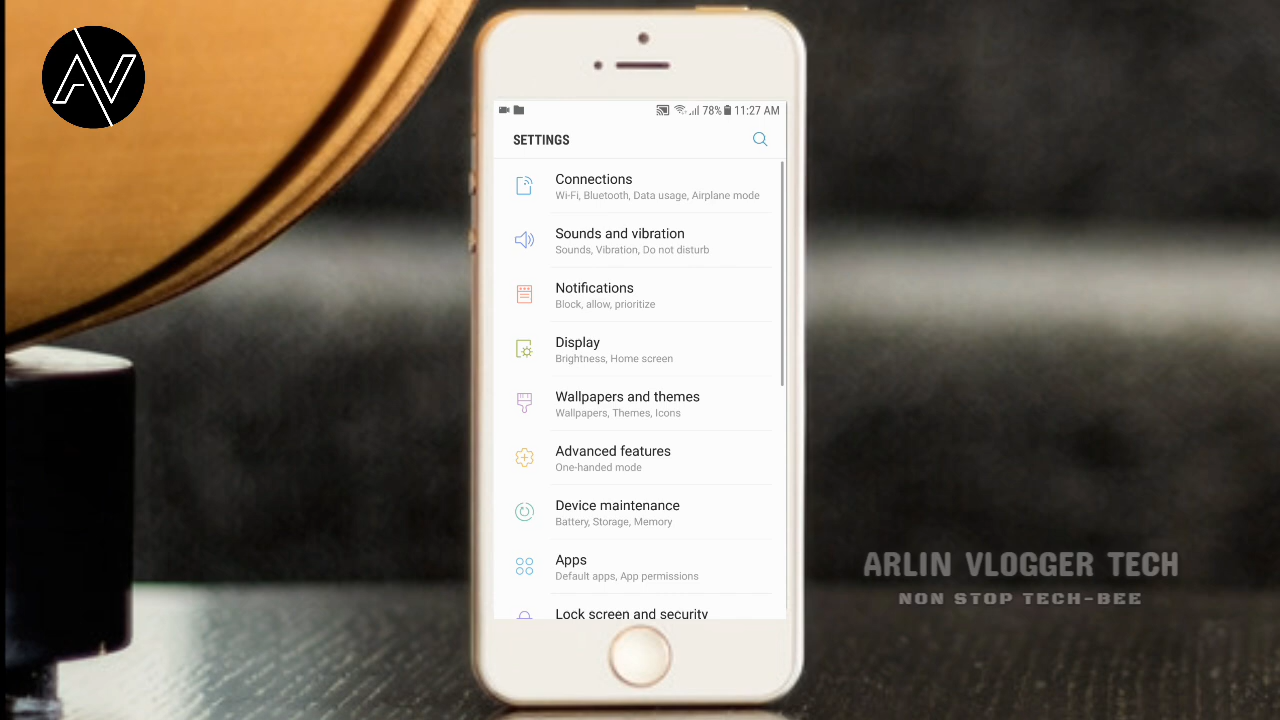 AV
78% 11:27 AM
SETTINGS
Connections
Wi-Fi, Bluetooth, Data usage, Airplane mode
Sounds and vibration
Sounds, Vibration, Do not disturb
Notifications
Block, allow, prioritize
Display
Brightness, Home screen
Wallpapers and themes
Wallpapers, Themes, Icons
Advanced features
One-handed mode
Device maintenance
Battery, Storage, Memory
Apps
Default apps, App permissions
Lock screen and security
ARLIN VLOGGER TECH
NON STOP TECH-BEE